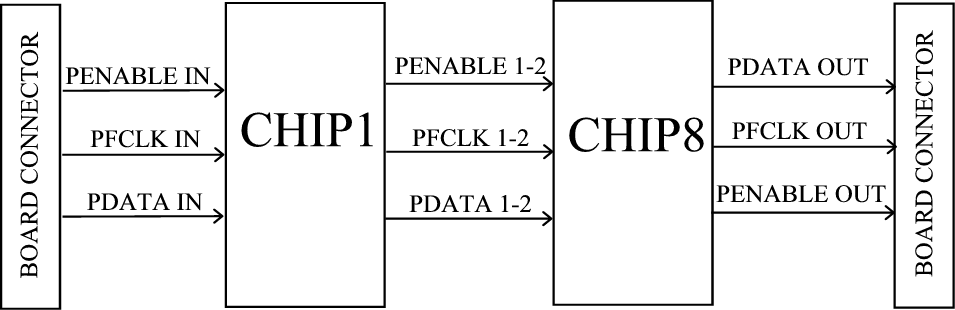 BOARD CONNECTOR
PENABLE IN
PFCLK IN
PDATA IN
CHIP1
PENABLE 1-2
PFCLK 1-2
PDATA 1-2
CHIP8
PDATA OUT
PFCLK OUT
PENABLE OUT
BOARD CONNECTOR